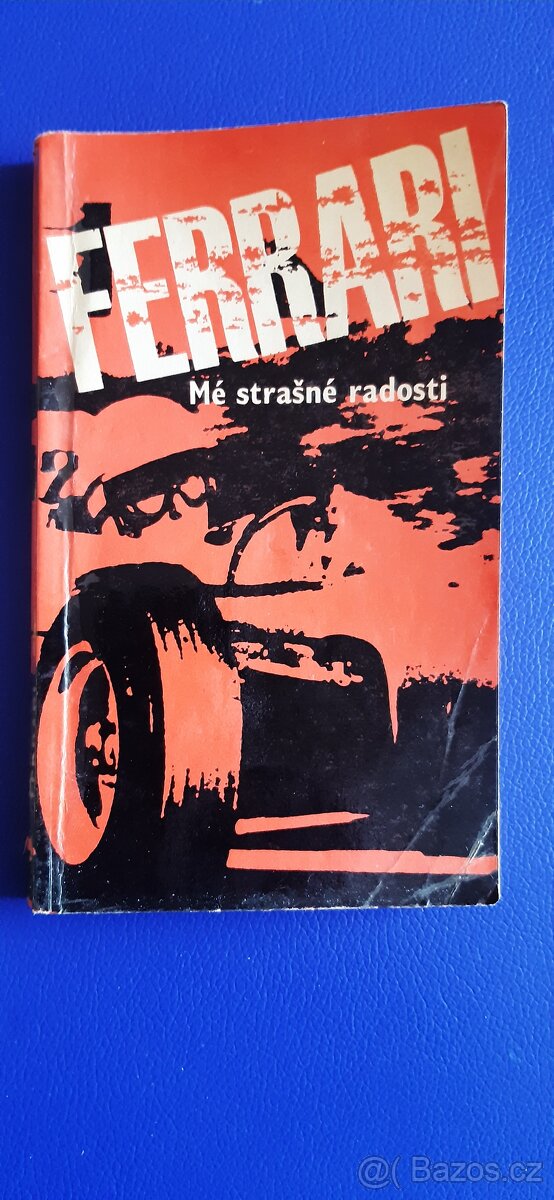 FERRARI
Mé strašné radosti
@( Bazos.cz